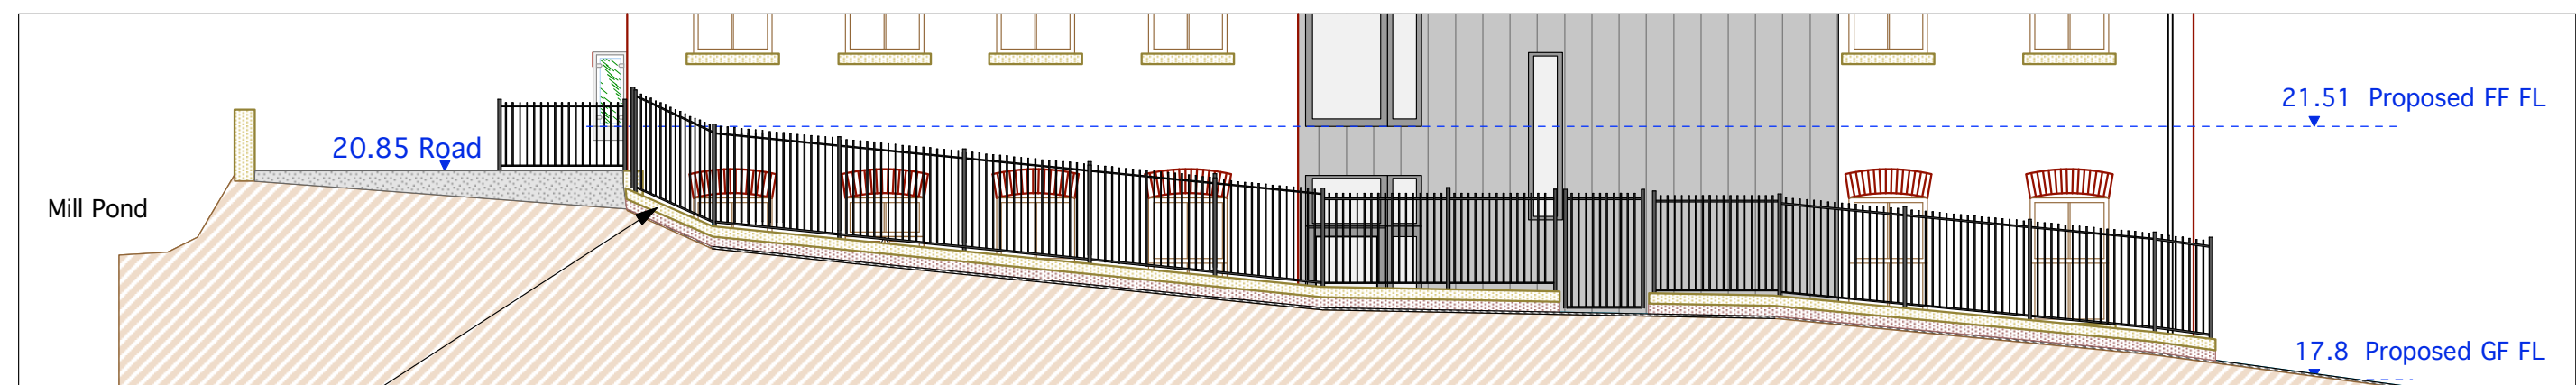 21.51 Proposed FF FL
20.85 Road
Mill Pond
17.8 Proposed GF FL